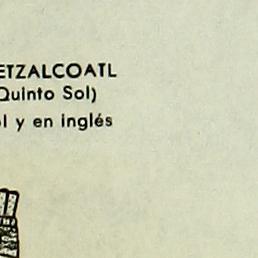 ETZALCOATL
Quinto Sol)
l y en inglés